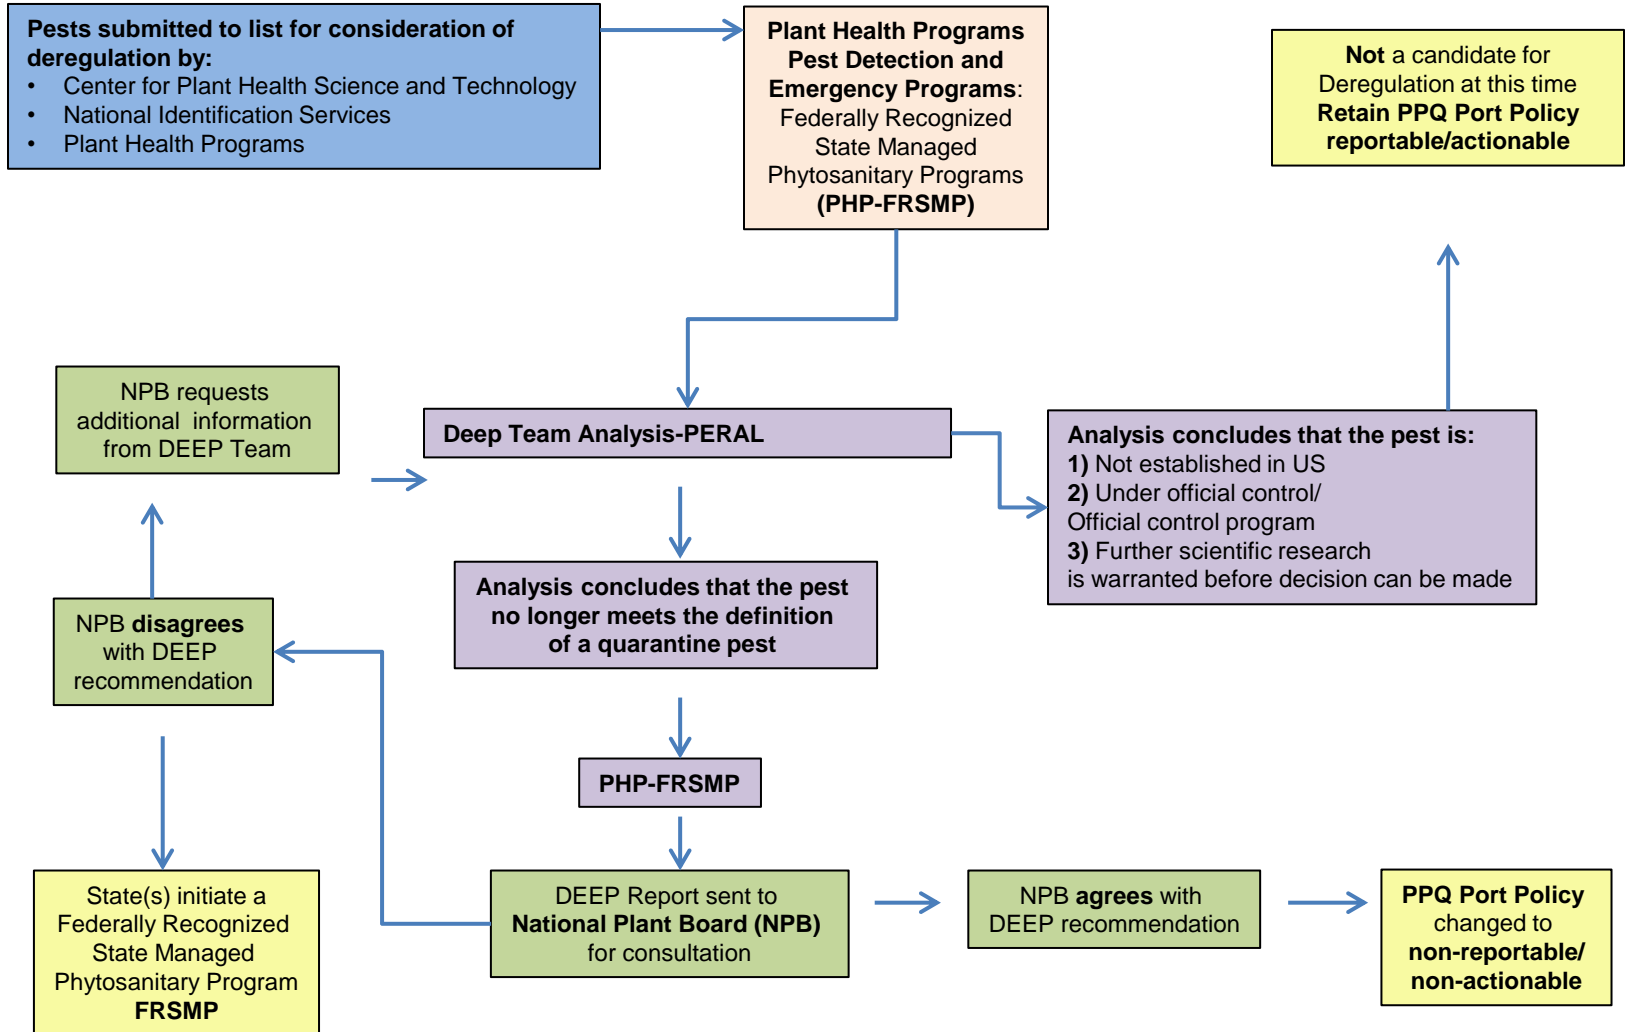 Pests submitted to list for consideration of
deregulation by:
• Center for Plant Health Science and Technology
• National Identification Services
• Plant Health Programs
Plant Health Programs
Pest Detection and
Emergency Programs:
Federally Recognized
State Managed
Phytosanitary Programs
(PHP-FRSMP)
Not a candidate for
Deregulation at this time
Retain PPQ Port Policy
reportable/actionable
NPB requests
additional information
from DEEP Team
Deep Team Analysis-PERAL
Analysis concludes that the pest is:
1) Not established in US
2) Under official control/
Official control program
3) Further scientific research
is warranted before decision can be made
Analysis concludes that the pest
no longer meets the definition
of a quarantine pest
NPB disagrees
with DEEP
recommendation
PHP-FRSMP
State(s) initiate a
Federally Recognized
State Managed
Phytosanitary Program
FRSMP
DEEP Report sent to
National Plant Board (NPB)
for consultation
NPB agrees with
DEEP recommendation
PPQ Port Policy
changed to
non-reportable/
non-actionable